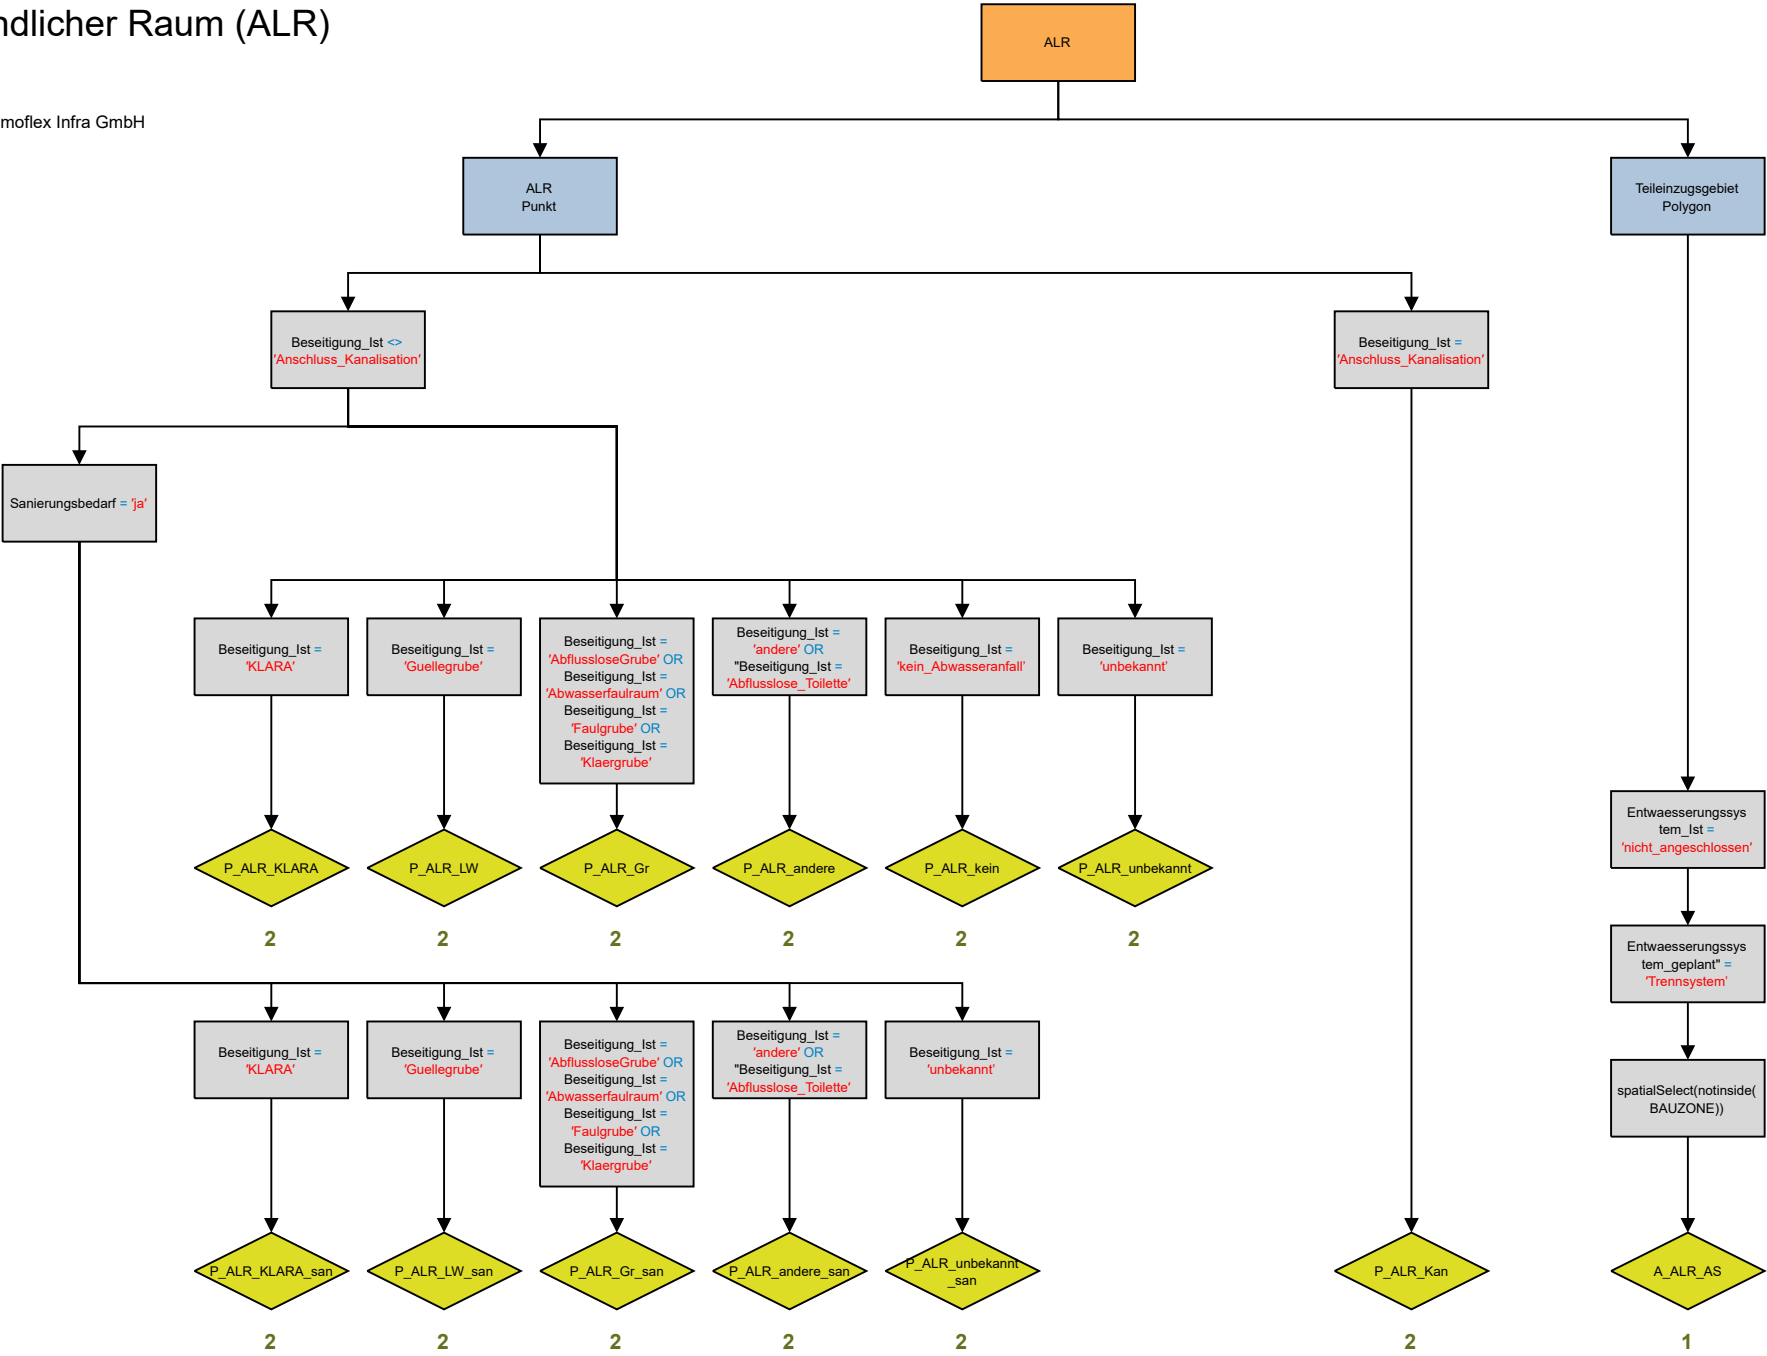 ndlicher Raum (ALR)
ALR
moflex Infra GmbH
ALR
Punkt
Teileinzugsgebiet
Polygon
Beseitigung_Ist <>
'Anschluss_Kanalisation'
Beseitigung_Ist =
'Anschluss_Kanalisation'
Sanierungsbedarf = 'ja'
Beseitigung_Ist =
'KLARA'
Beseitigung_Ist =
'Guellegrube'
Beseitigung_Ist =
'AbflussloseGrube' OR
Beseitigung_Ist =
'Abwasserfaulraum' OR
Beseitigung_Ist =
'Faulgrube' OR
Beseitigung_Ist =
'Klaergrube'
Beseitigung_Ist =
'andere' OR
"Beseitigung_Ist =
'Abflusslose_Toilette'
Beseitigung_Ist =
'kein_Abwasseranfall'
Beseitigung_Ist =
'unbekannt'
Entwaesserungssys
tem_Ist =
'nicht_angeschlossen'
P_ALR_KLARA
P_ALR_LW
P_ALR_Gr
P_ALR_andere
P_ALR_kein
P_ALR_unbekannt
2
2
2
2
2
2
Entwaesserungssys
tem_geplant" =
'Trennsystem'
Beseitigung_Ist =
'KLARA'
Beseitigung_Ist =
'Guellegrube'
Beseitigung_Ist =
'AbflussloseGrube' OR
Beseitigung_Ist =
'Abwasserfaulraum' OR
Beseitigung_Ist =
'Faulgrube' OR
Beseitigung_Ist =
'Klaergrube'
Beseitigung_Ist =
'andere' OR
"Beseitigung_Ist =
'Abflusslose_Toilette'
Beseitigung_Ist =
'unbekannt'
spatialSelect(notinside(
BAUZONE))
P_ALR_KLARA_san
P_ALR_LW_san
P_ALR_Gr_san
P_ALR_andere_san
P_ALR_unbekannt
_san
P_ALR_Kan
A_ALR_AS
2
2
2
2
2
2
1